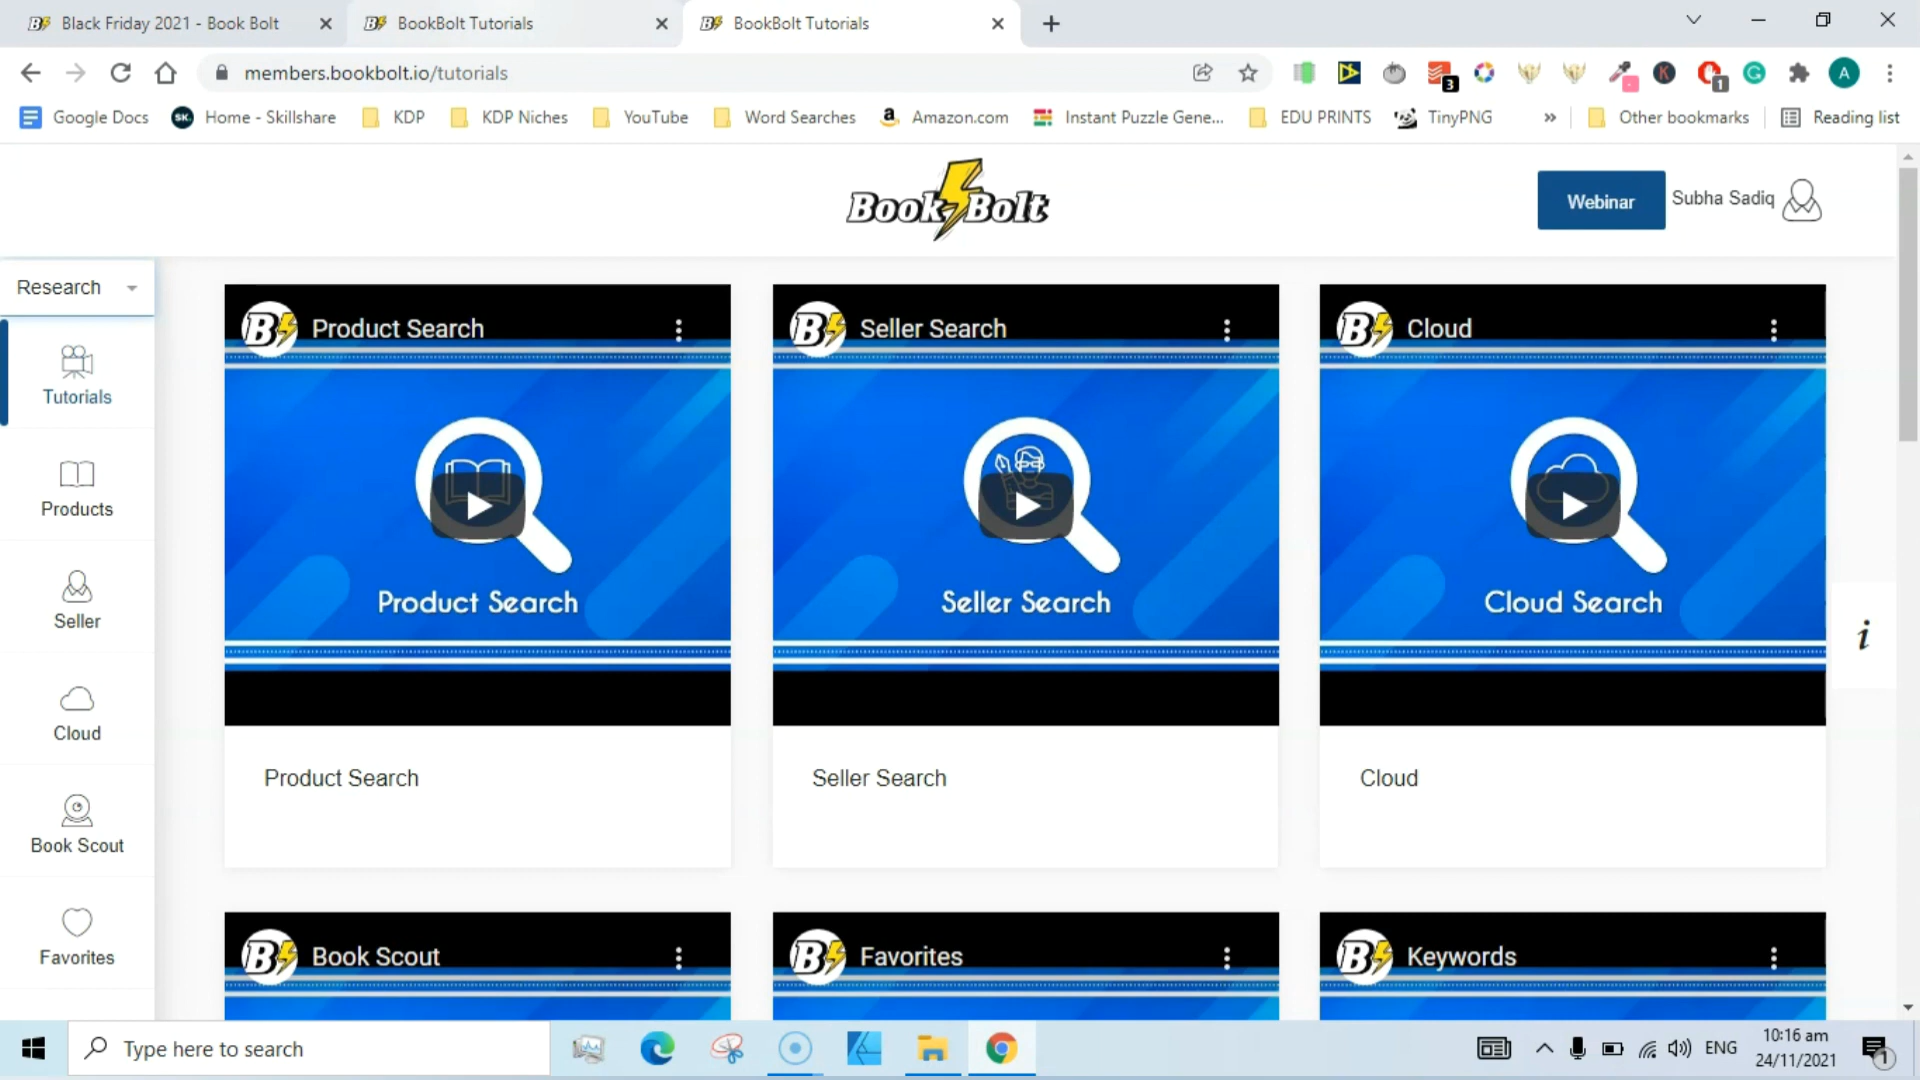 Black Friday 2021 - Book Bolt
BookBolt Tutorials
BookBolt Tutorials
members.bookbolt.io/tutorials
3
K
1
G
A
Google Docs
SK.
Home - Skillshare
KDP
KDP Niches
YouTube
Word Searches
a
Amazon.com
Instant Puzzle Gene...
EDU PRINTS
TinyPNG
»
Other bookmarks
Reading list
Book Bolt
Webinar
Subha Sadiq
Research
Tutorials
Products
Seller
Cloud
Book Scout
Favorites
B
Product Search
Product Search
Product Search
B
Seller Search
Seller Search
Seller Search
B
Cloud
Cloud Search
Cloud
i
B
Book Scout
B
Favorites
B
Keywords
Type here to search
ENG
10:16 am
24/11/2021
1